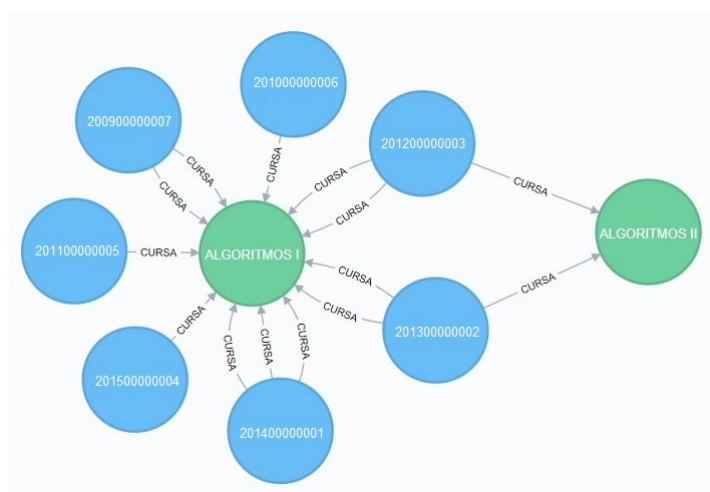 201000000006
200900000007
201200000003
CURSA
CURSA
CURSA
CURSA
CURSA
CURSA
CURSA
ALGORITMOS II
201100000005
CURSA
ALGORITMOS I
CURSA
CURSA
CURSA
CURSA
201300000002
CURSA
CURSA
CURSA
201500000004
201400000001